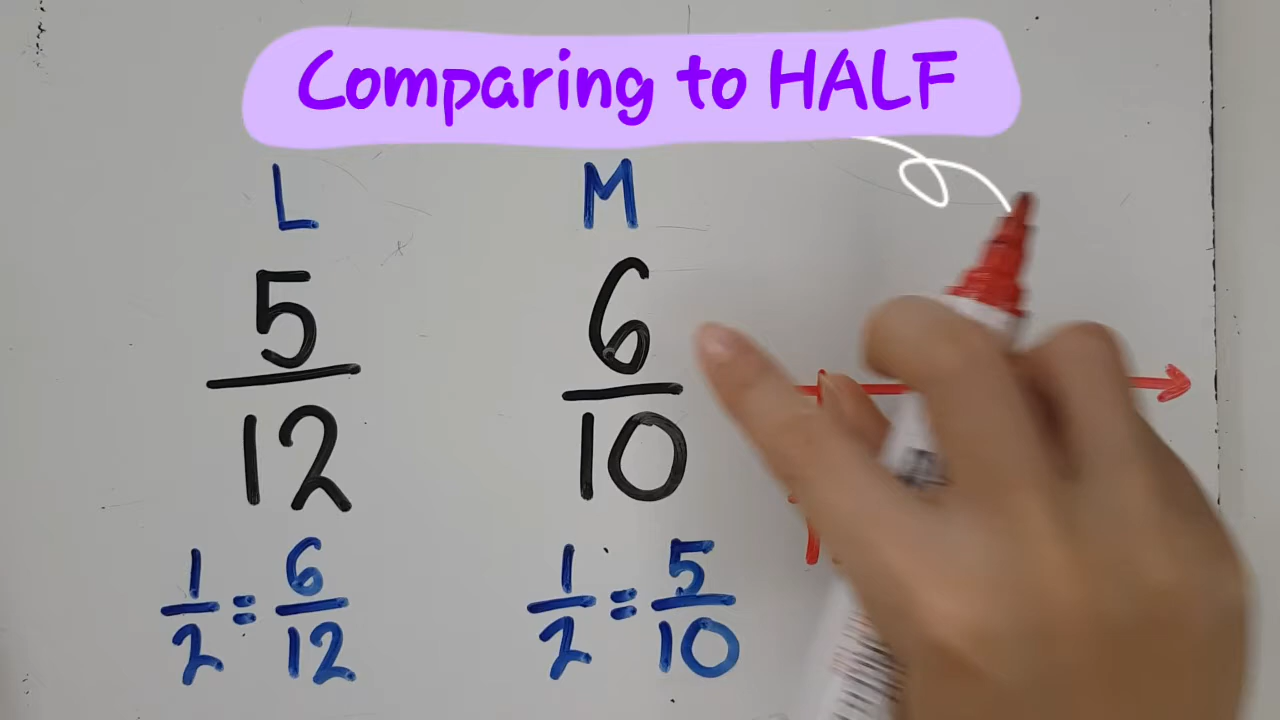 Comparing to HALF
L M
5/12 6/10
1/2 = 6/12 1/2 = 5/10